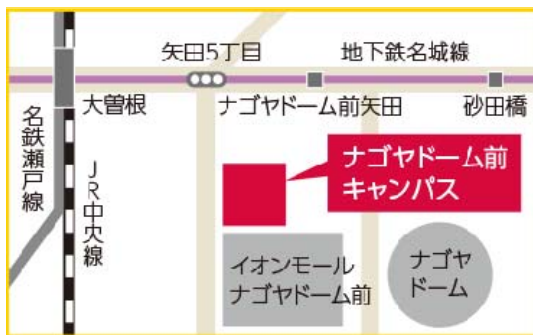 矢田5丁目
地下鉄名城線
大曽根
ナゴヤドーム前矢田
砂田橋
名鉄瀬戸線
JR中央線
ナゴヤドーム前
キャンパス
イオンモール
ナゴヤドーム前
ナゴヤ
ドーム